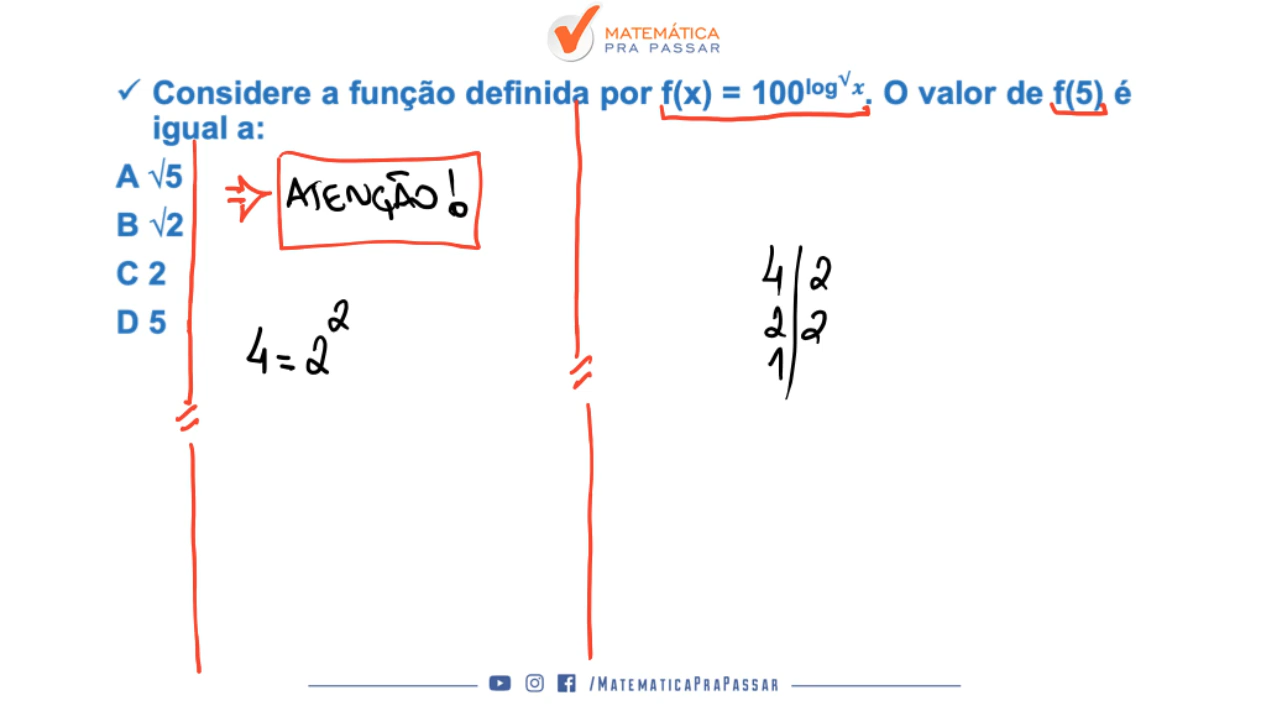 MATEMÁTICA
PRA PASSAR
✓ Considere a função definida por f(x) = 100^log√x. O valor de f(5) é
igual a:
A √5
B √2
C 2
D 5
ATENÇÃO!
4 = 2²
4 | 2
2 | 2
1 |
/MATEMATICAPRAPASSAR